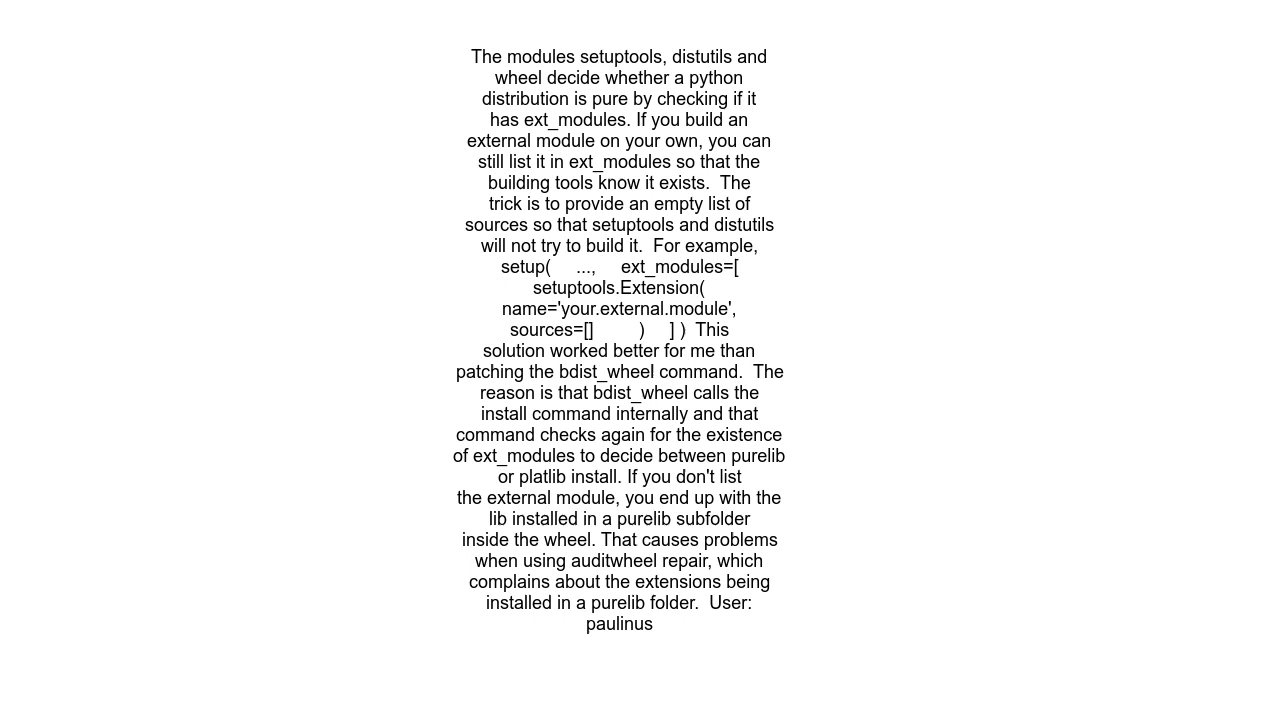 The modules setuptools, distutils and
wheel decide whether a python
distribution is pure by checking if it
has ext_modules. If you build an
external module on your own, you can
still list it in ext_modules so that the
building tools know it exists.  The
trick is to provide an empty list of
sources so that setuptools and distutils
will not try to build it.  For example,
setup(     ...,     ext_modules=[
setuptools.Extension(
name='your.external.module',
sources=[]         )     ] )  This
solution worked better for me than
patching the bdist_wheel command.  The
reason is that bdist_wheel calls the
install command internally and that
command checks again for the existence
of ext_modules to decide between purelib
or platlib install. If you don't list
the external module, you end up with the
lib installed in a purelib subfolder
inside the wheel. That causes problems
when using auditwheel repair, which
complains about the extensions being
installed in a purelib folder.  User:
paulinus